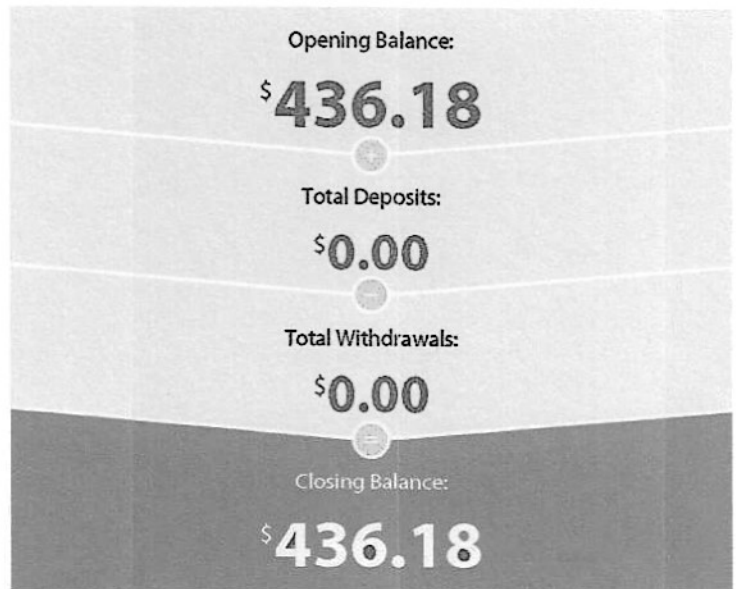 Opening Balance:
$436.18
+
Total Deposits:
$0.00
−
Total Withdrawals:
$0.00
=
Closing Balance:
$436.18